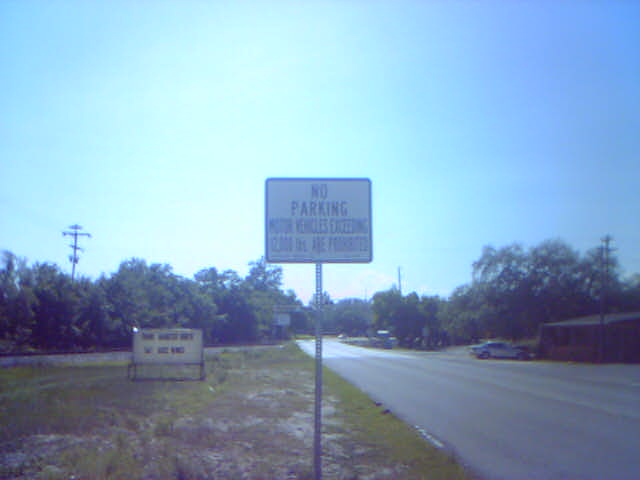 NO
PARKING
MOTOR VEHICLES EXCEEDING
12,000 lbs. ARE PROHIBITED